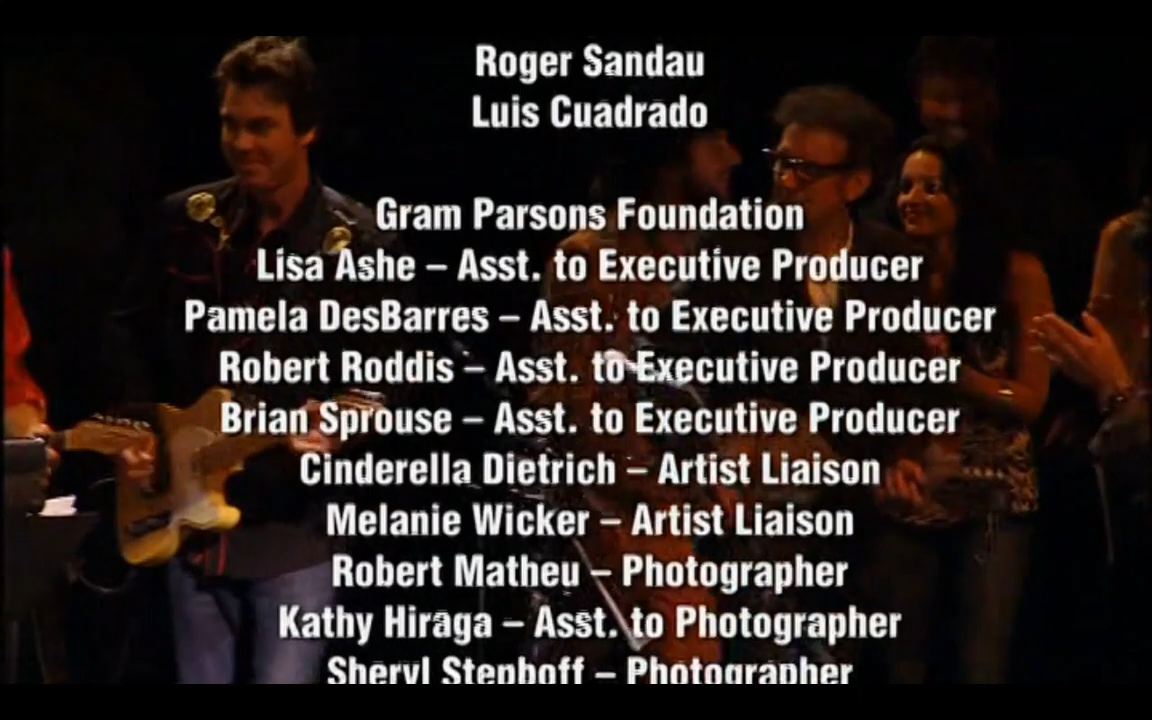 Roger Sandau
Luis Cuadrado
Gram Parsons Foundation
Lisa Ashe – Asst. to Executive Producer
Pamela DesBarres – Asst. to Executive Producer
Robert Roddis – Asst. to Executive Producer
Brian Sprouse – Asst. to Executive Producer
Cinderella Dietrich – Artist Liaison
Melanie Wicker – Artist Liaison
Robert Matheu – Photographer
Kathy Hiraga – Asst. to Photographer
Sheryl Stephoff – Photographer